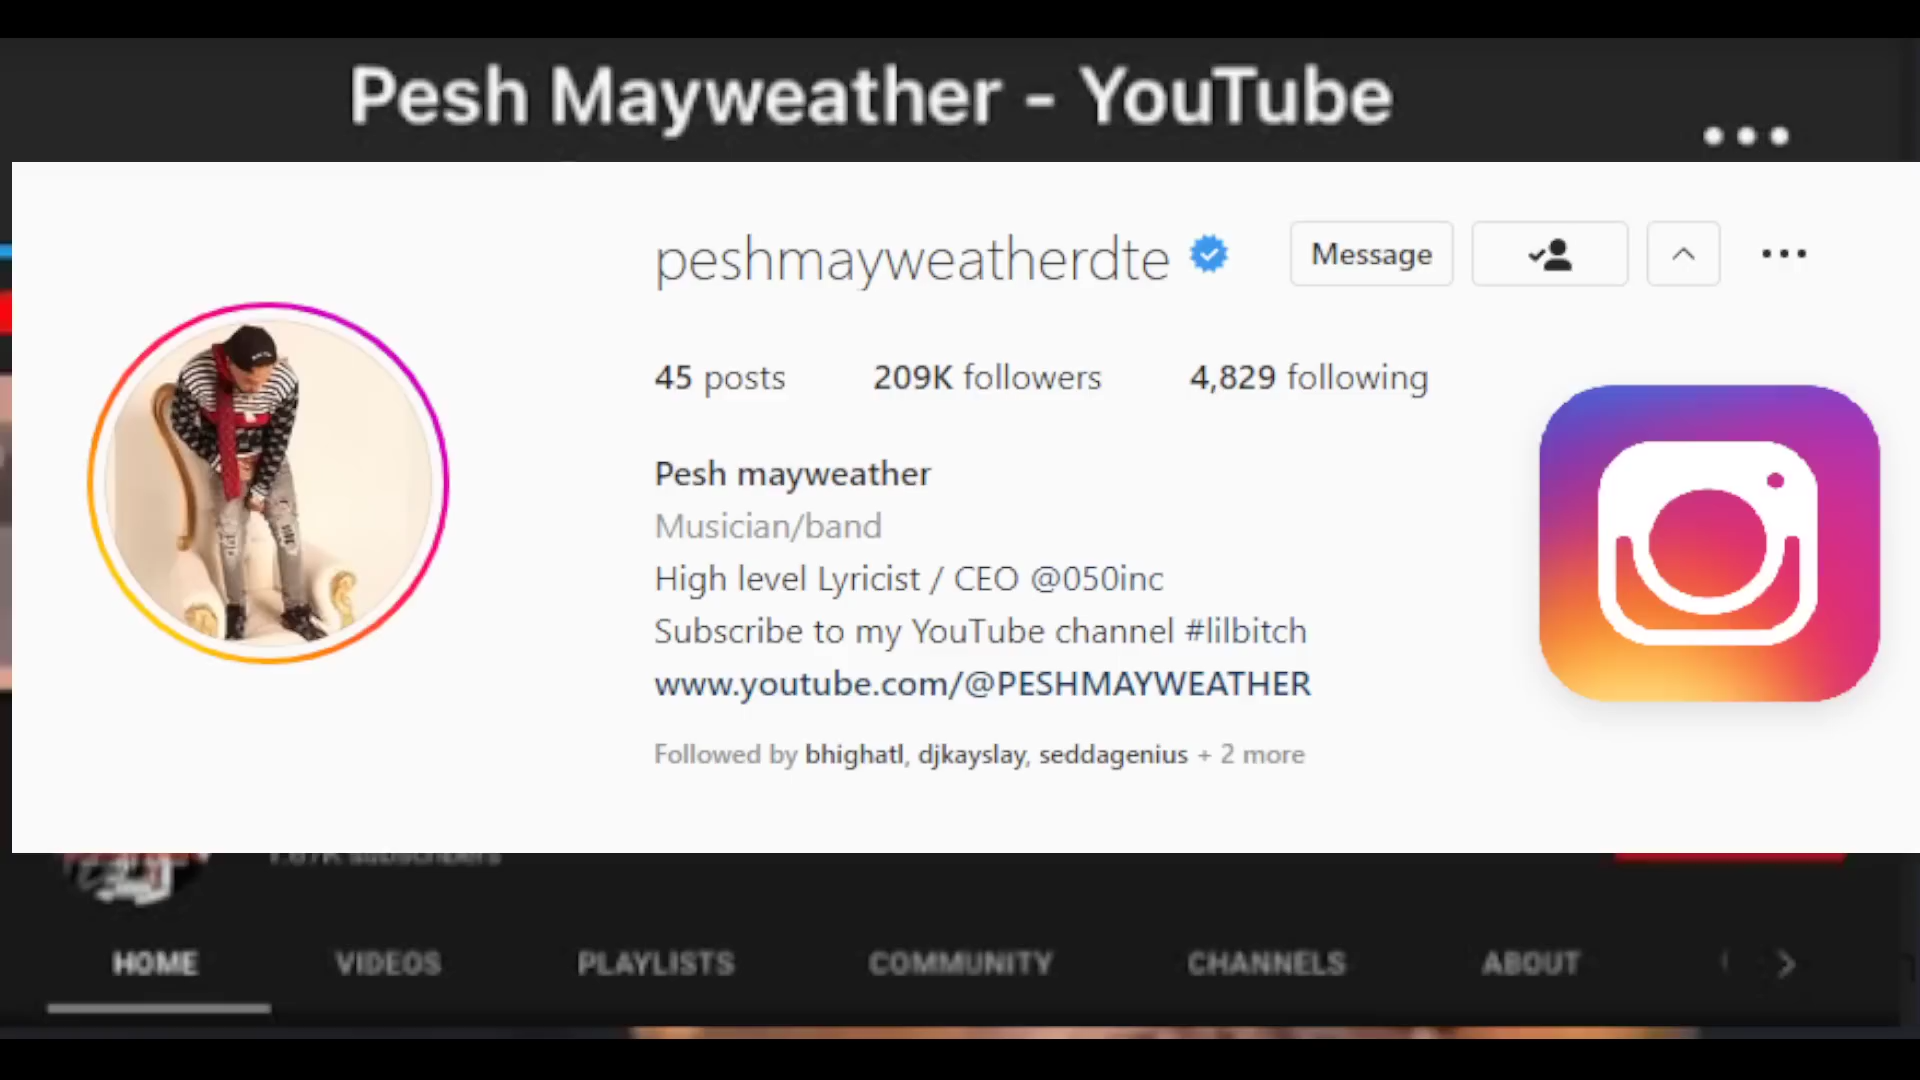 Pesh Mayweather - YouTube
peshmayweatherdte
Message
45 posts 209K followers 4,829 following
Pesh mayweather
Musician/band
High level Lyricist / CEO @050inc
Subscribe to my YouTube channel #lilbitch
www.youtube.com/@PESHMAYWEATHER
Followed by bhighatl, djkayslay, seddagenius + 2 more
subscribers
HOME VIDEOS PLAYLISTS COMMUNITY CHANNELS ABOUT